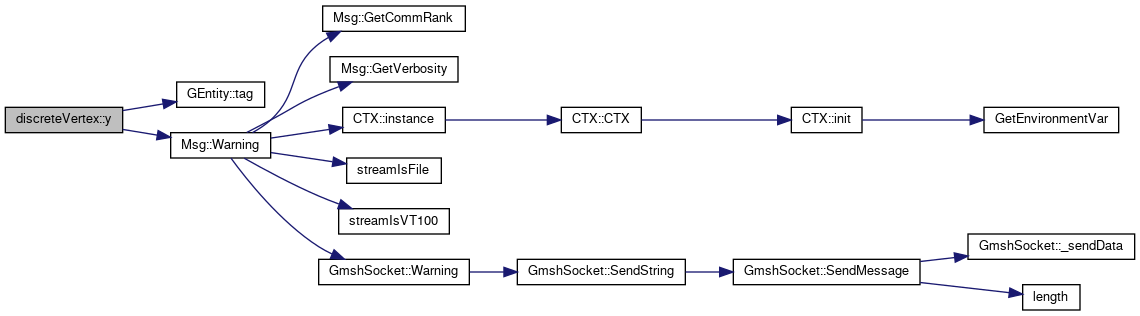 discreteVertex::y
GEntity::tag
Msg::Warning
Msg::GetCommRank
Msg::GetVerbosity
CTX::instance
CTX::CTX
CTX::init
GetEnvironmentVar
streamIsFile
streamIsVT100
GmshSocket::Warning
GmshSocket::SendString
GmshSocket::SendMessage
GmshSocket::_sendData
length